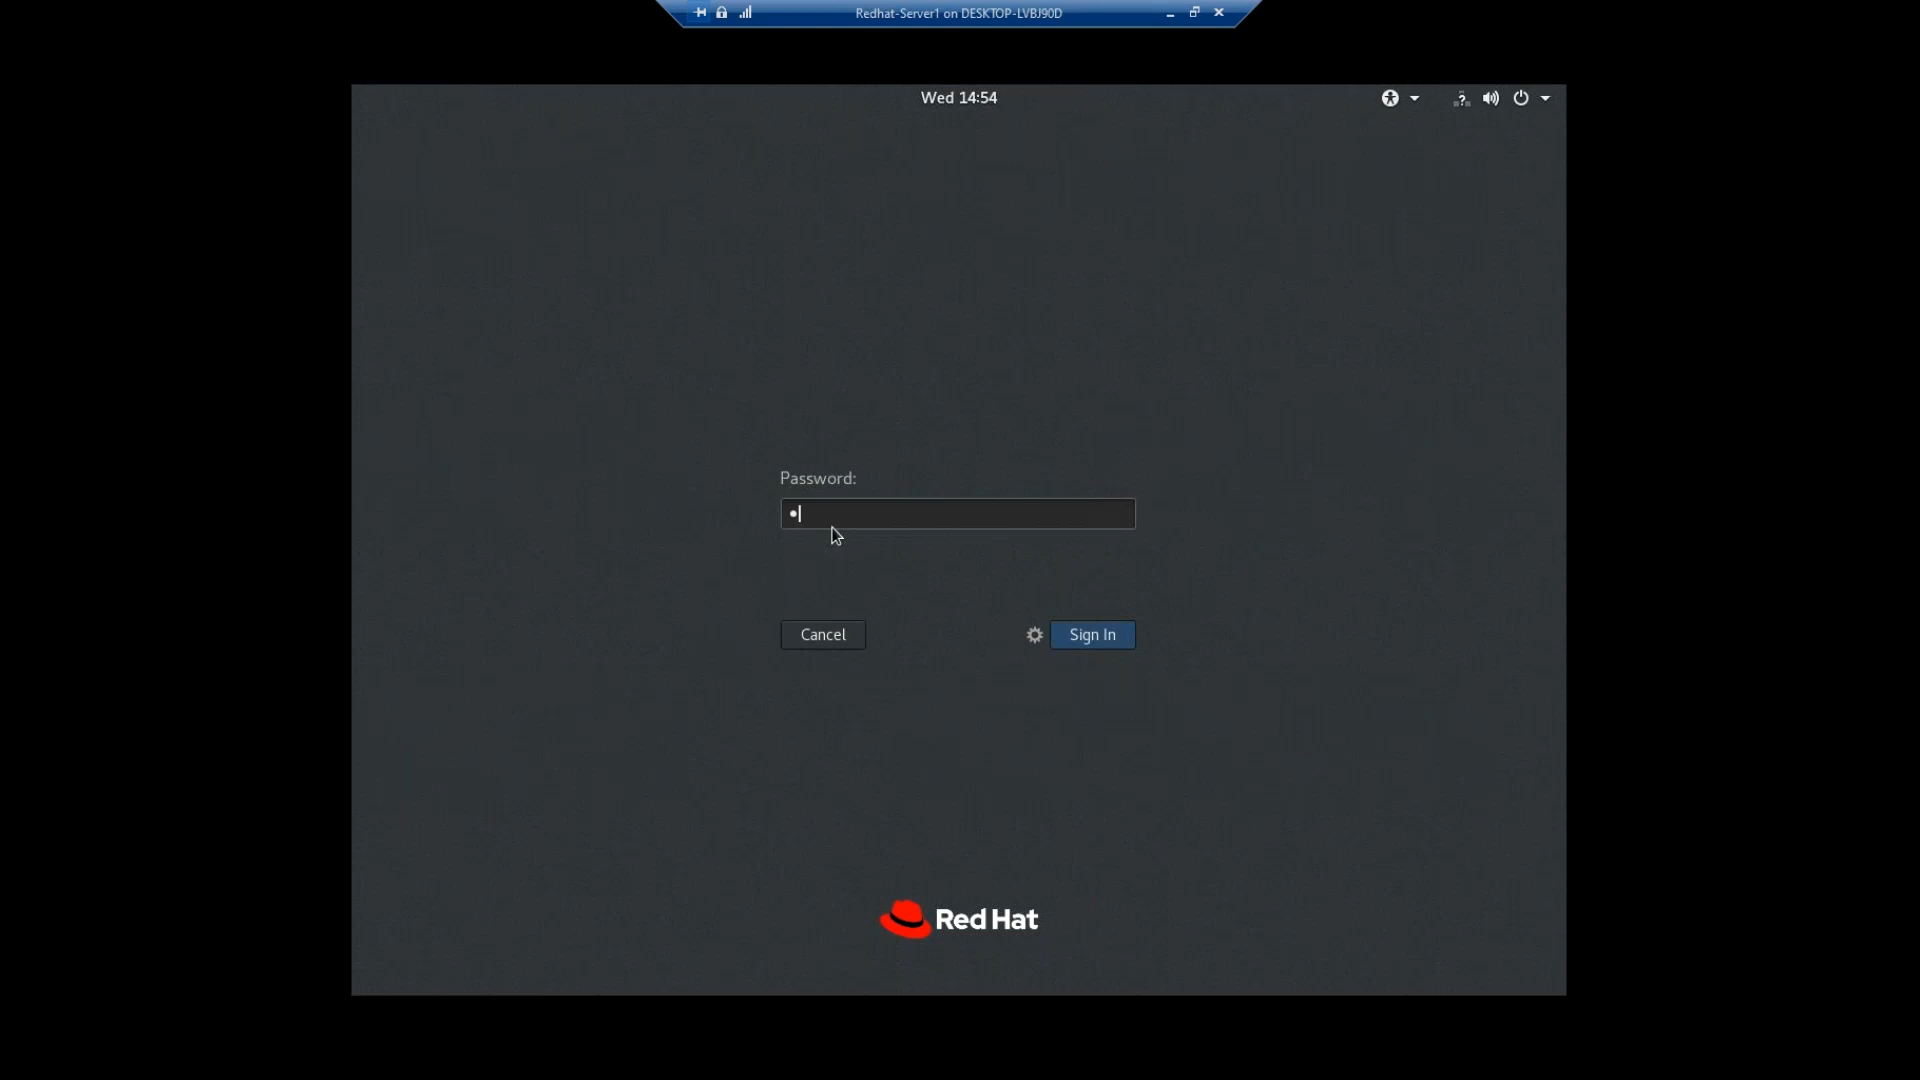 Redhat-Server1 on DESKTOP-LVBJ90D
Wed 14:54
Password:
Cancel
Sign In
Red Hat